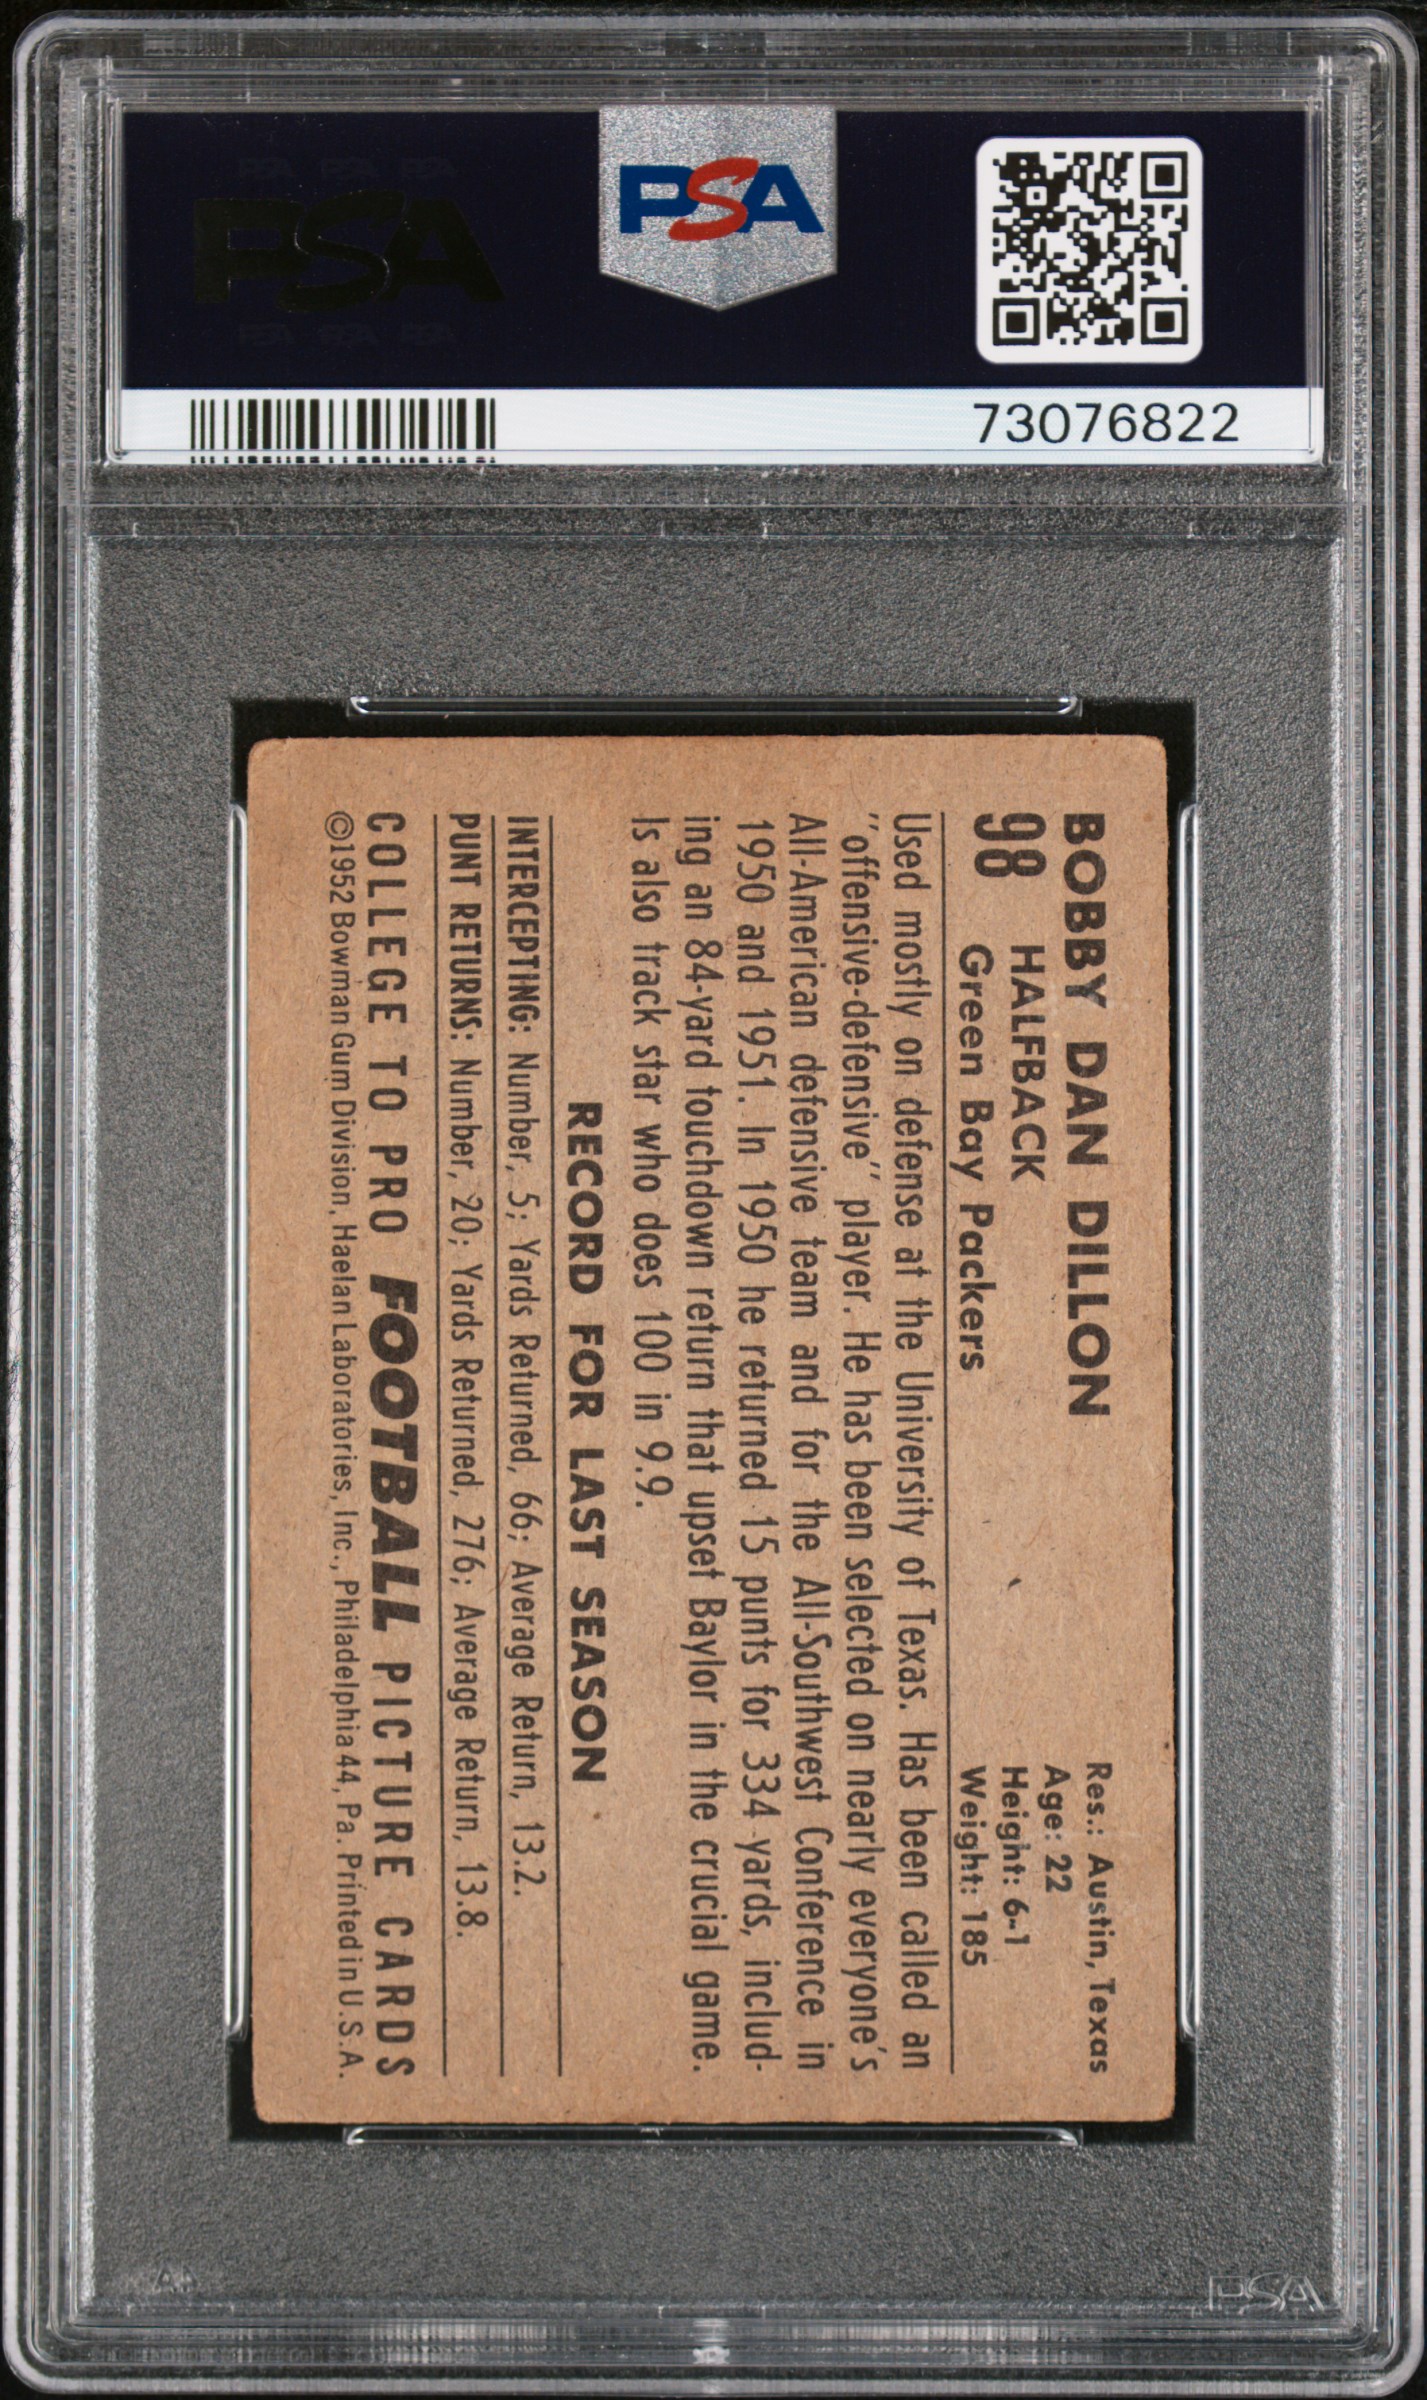 PSA
PSA PSA PSA
PSA
PSA PSA PSA
73076822
BOBBY DAN DILLON
98 HALFBACK
Green Bay Packers
Res.: Austin, Texas
Age: 22
Height: 6-1
Weight: 185
Used mostly on defense at the University of Texas. Has been called an
"offensive-defensive" player. He has been selected on nearly everyone's
All-American defensive team and for the All-Southwest Conference in
1950 and 1951. In 1950 he returned 15 punts for 334 yards, includ-
ing an 84-yard touchdown return that upset Baylor in the crucial game.
Is also track star who does 100 in 9.9.
RECORD FOR LAST SEASON
INTERCEPTING: Number, 5; Yards Returned, 66; Average Return, 13.2.
PUNT RETURNS: Number, 20; Yards Returned, 276; Average Return, 13.8.
COLLEGE TO PRO FOOTBALL PICTURE CARDS
©1952 Bowman Gum Division, Haelan Laboratories, Inc., Philadelphia 44, Pa. Printed in U.S.A.
PSA